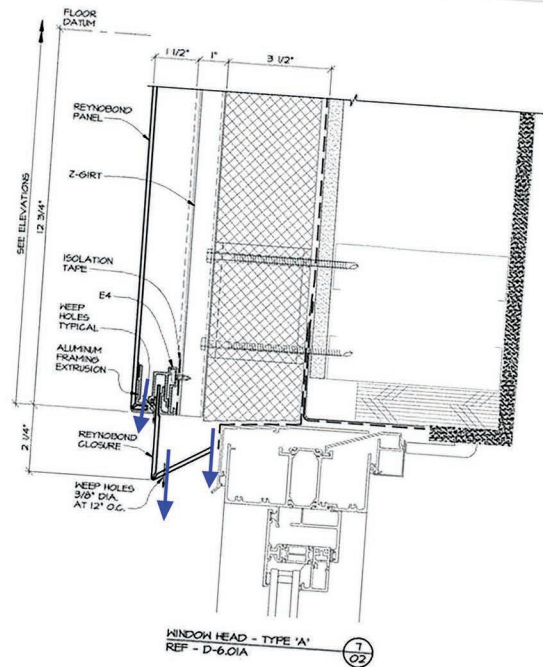 FLOOR
DATUM
1 1/2"
1"
3 1/2"
REYNOBOND
PANEL
Z-GIRT
SEE ELEVATIONS
12 3/4"
ISOLATION
TAPE
E4
WEEP
HOLES
TYPICAL
ALUMINUM
FRAMING
EXTRUSION
2 1/4"
REYNOBOND
CLOSURE
WEEP HOLES
3/8" DIA.
AT 12" O.C.
WINDOW HEAD - TYPE 'A'
REF - D-6.01A
7
02